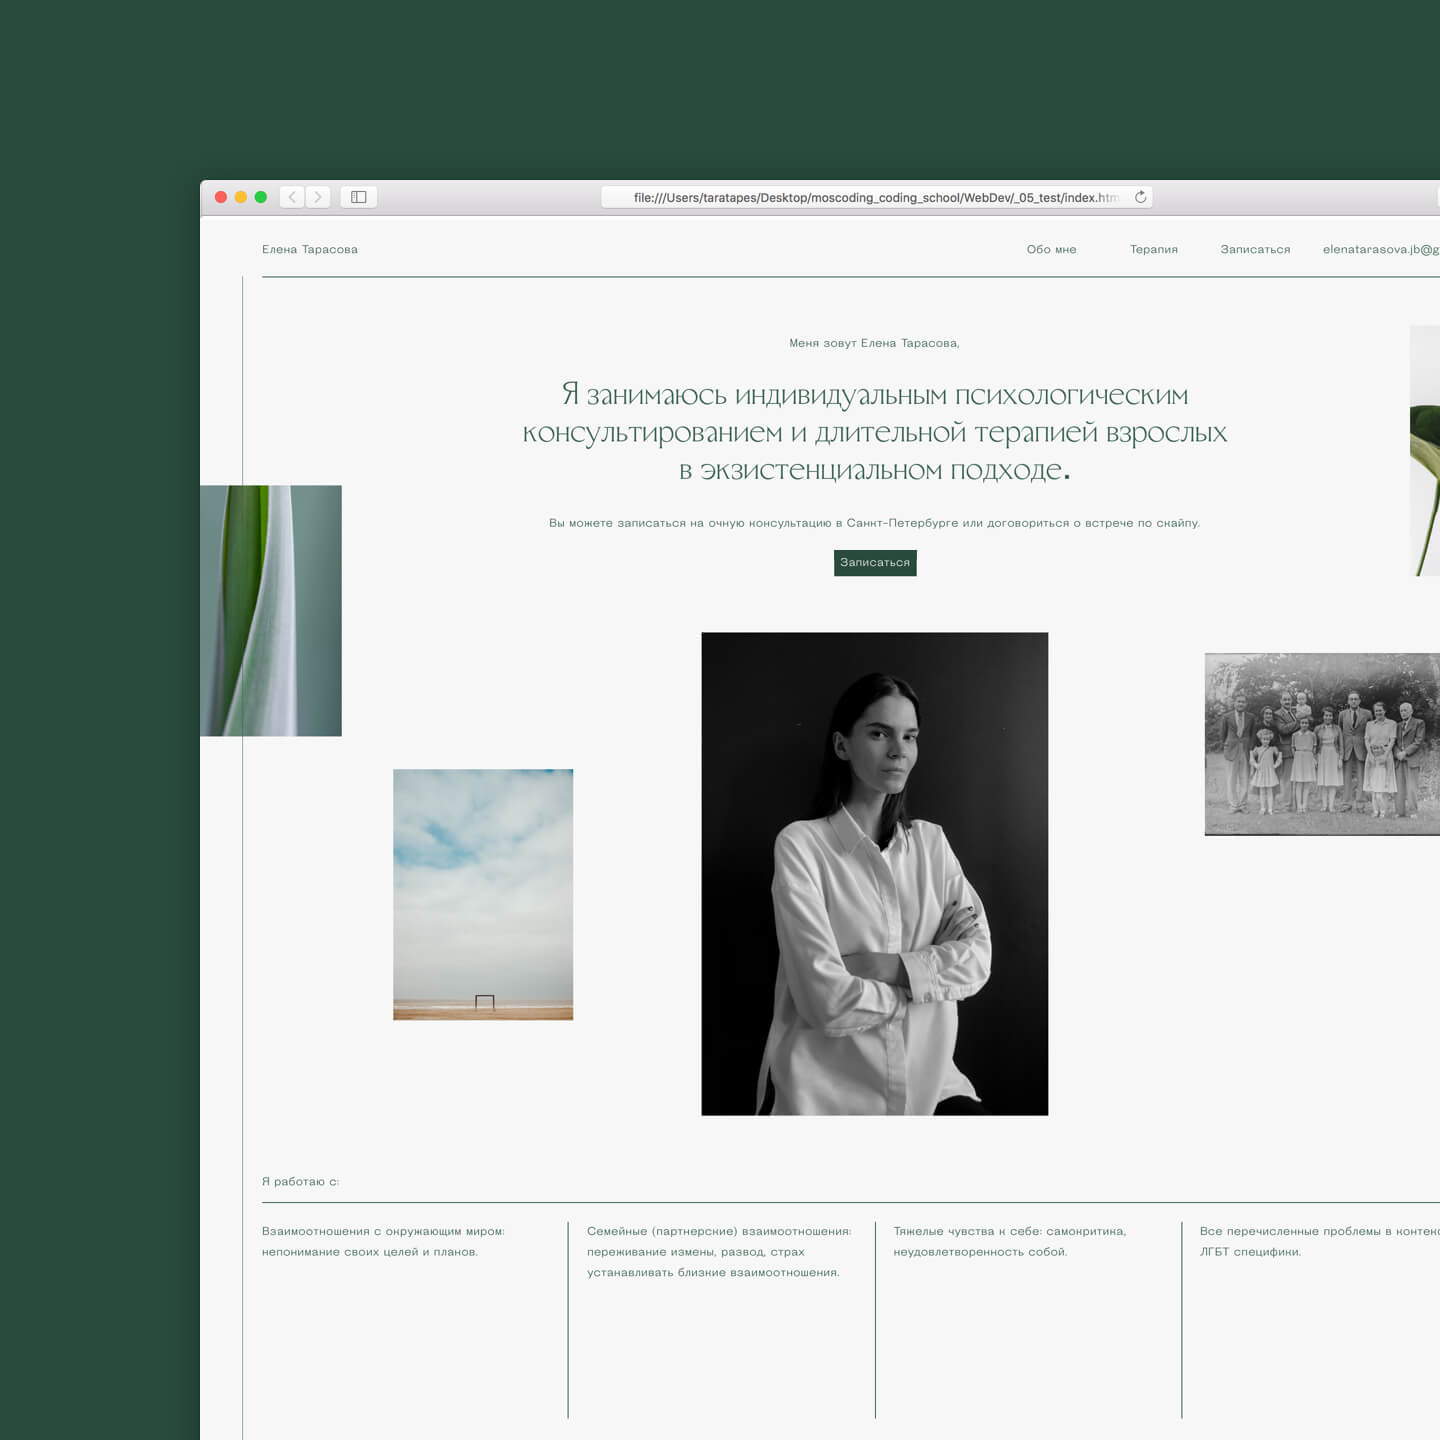 file:///Users/taratapes/Desktop/moscoding_coding_school/WebDev/_05_test/index.htm
Елена Тарасова
Обо мне
Терапия
Записаться
elenatarasova.jb@g
Меня зовут Елена Тарасова,
Я занимаюсь индивидуальным психологическим
консультированием и длительной терапией взрослых
в экзистенциальном подходе.
Вы можете записаться на очную консультацию в Санкт-Петербурге или договориться о встрече по скайпу.
Записаться
Я работаю с:
Взаимоотношения с окружающим миром:
непонимание своих целей и планов.
Семейные (партнерские) взаимоотношения:
переживание измены, развод, страх
устанавливать близкие взаимоотношения.
Тяжелые чувства к себе: самокритика,
неудовлетворенность собой.
Все перечисленные проблемы в
ЛГБТ специфики.